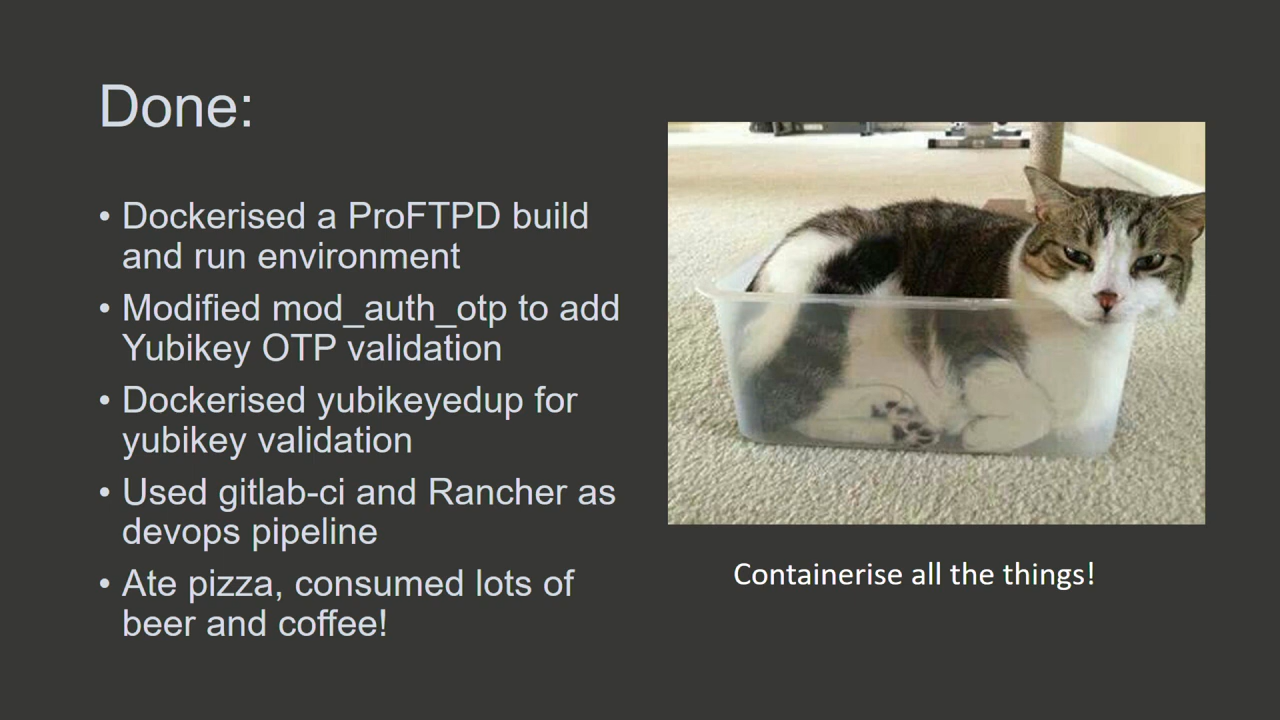 Done:
• Dockerised a ProFTPD build
and run environment
• Modified mod_auth_otp to add
Yubikey OTP validation
• Dockerised yubikeyedup for
yubikey validation
• Used gitlab-ci and Rancher as
devops pipeline
• Ate pizza, consumed lots of
beer and coffee!
Containerise all the things!